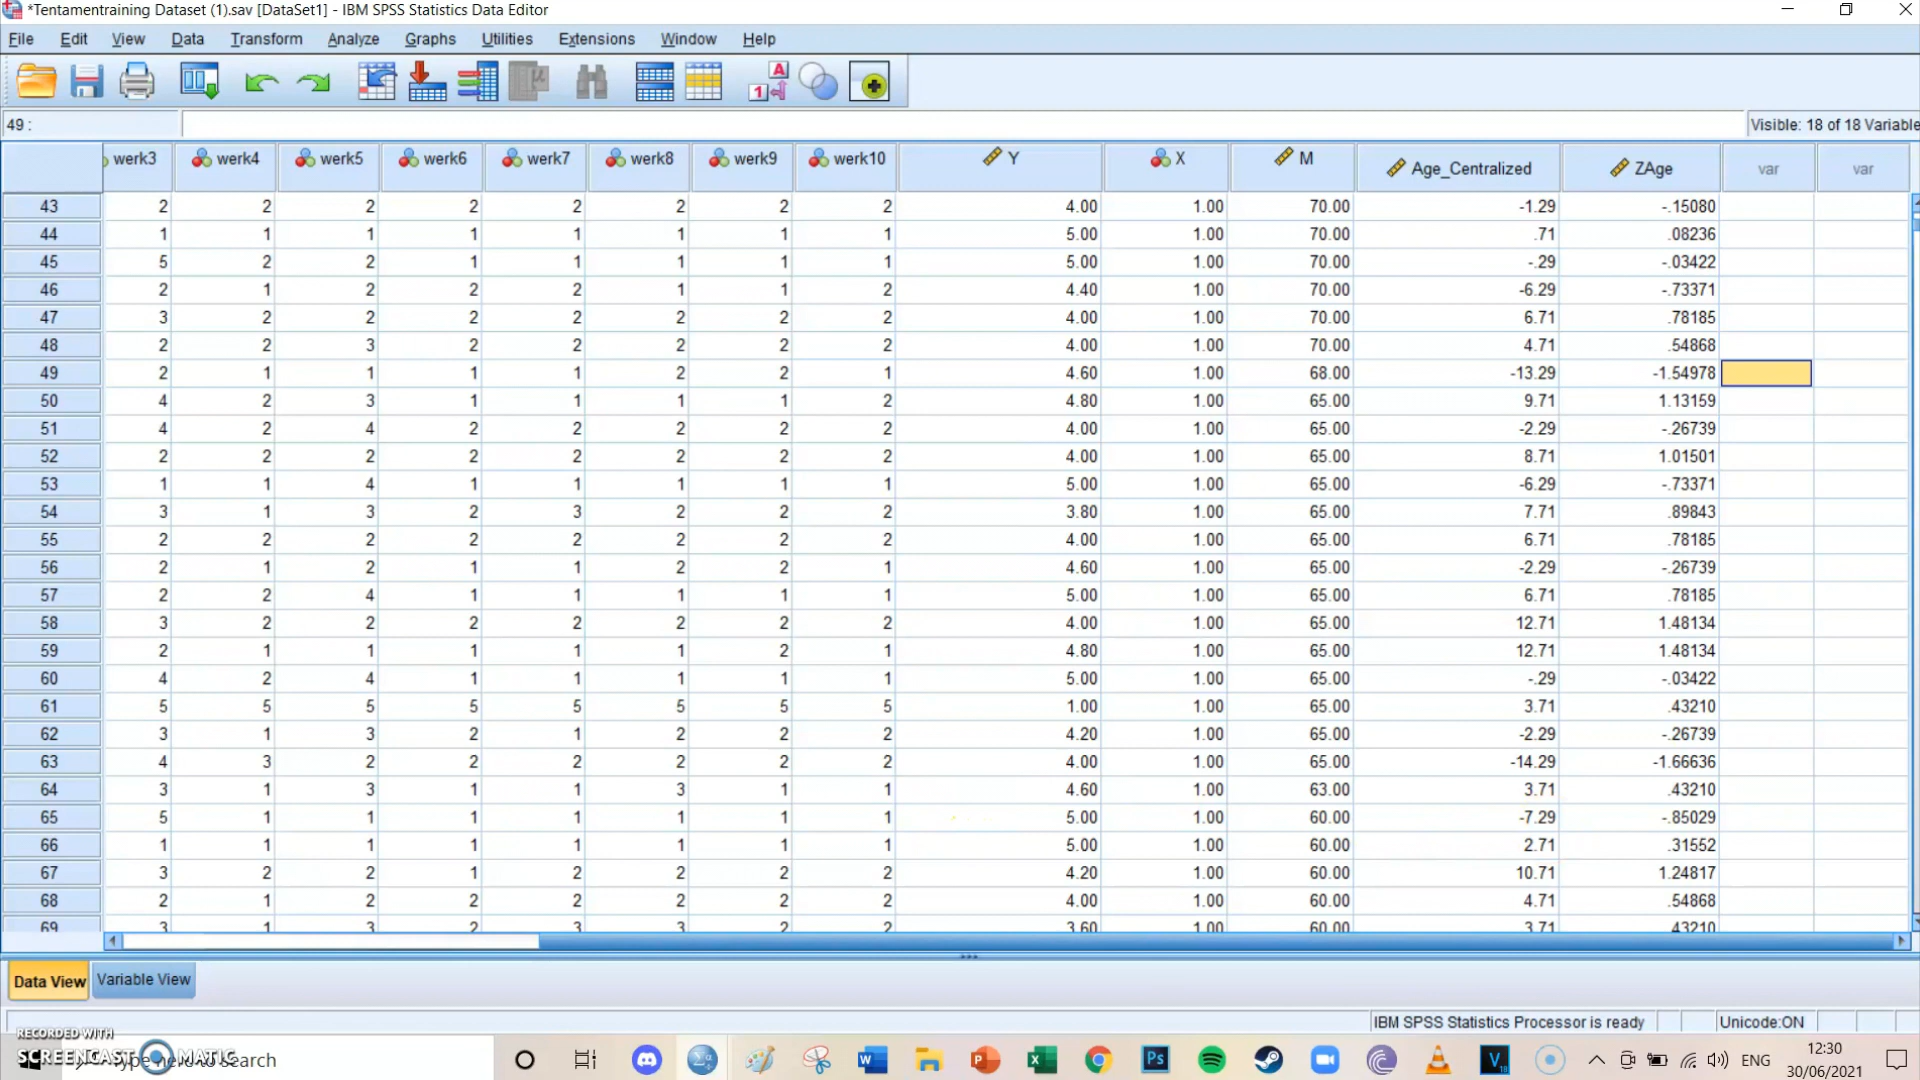 *Tentamentraining Dataset (1).sav [DataSet1] - IBM SPSS Statistics Data Editor
File Edit View Data Transform Analyze Graphs Utilities Extensions Window Help
49 : Visible: 18 of 18 Variable
werk3 werk4 werk5 werk6 werk7 werk8 werk9 werk10 Y X M Age_Centralized ZAge var var
43 2 2 2 2 2 2 2 2 4.00 1.00 70.00 -1.29 -.15080
44 1 1 1 1 1 1 1 1 5.00 1.00 70.00 .71 .08236
45 5 2 2 1 1 1 1 1 5.00 1.00 70.00 -.29 -.03422
46 2 1 2 2 2 1 1 2 4.40 1.00 70.00 -6.29 -.73371
47 3 2 2 2 2 2 2 2 4.00 1.00 70.00 6.71 .78185
48 2 2 3 2 2 2 2 2 4.00 1.00 70.00 4.71 .54868
49 2 1 1 1 1 2 2 1 4.60 1.00 68.00 -13.29 -1.54978
50 4 2 3 1 1 1 1 2 4.80 1.00 65.00 9.71 1.13159
51 4 2 4 2 2 2 2 2 4.00 1.00 65.00 -2.29 -.26739
52 2 2 2 2 2 2 2 2 4.00 1.00 65.00 8.71 1.01501
53 1 1 4 1 1 1 1 1 5.00 1.00 65.00 -6.29 -.73371
54 3 1 3 2 3 2 2 2 3.80 1.00 65.00 7.71 .89843
55 2 2 2 2 2 2 2 2 4.00 1.00 65.00 6.71 .78185
56 2 1 2 1 1 2 2 1 4.60 1.00 65.00 -2.29 -.26739
57 2 2 4 1 1 1 1 1 5.00 1.00 65.00 6.71 .78185
58 3 2 2 2 2 2 2 2 4.00 1.00 65.00 12.71 1.48134
59 2 1 1 1 1 1 2 1 4.80 1.00 65.00 12.71 1.48134
60 4 2 4 1 1 1 1 1 5.00 1.00 65.00 -.29 -.03422
61 5 5 5 5 5 5 5 5 1.00 1.00 65.00 3.71 .43210
62 3 1 3 2 1 2 2 2 4.20 1.00 65.00 -2.29 -.26739
63 4 3 2 2 2 2 2 2 4.00 1.00 65.00 -14.29 -1.66636
64 3 1 3 1 1 3 1 1 4.60 1.00 63.00 3.71 .43210
65 5 1 1 1 1 1 1 1 5.00 1.00 60.00 -7.29 -.85029
66 1 1 1 1 1 1 1 1 5.00 1.00 60.00 2.71 .31552
67 3 2 2 1 2 2 2 2 4.20 1.00 60.00 10.71 1.24817
68 2 1 2 2 2 2 2 2 4.00 1.00 60.00 4.71 .54868
69 3 1 3 2 3 3 2 2 3.60 1.00 60.00 3.71 .43210
Data View Variable View
IBM SPSS Statistics Processor is ready Unicode:ON
RECORDED WITH
SCREENCAST MATIC
Type here to search
ENG 12:30
30/06/2021